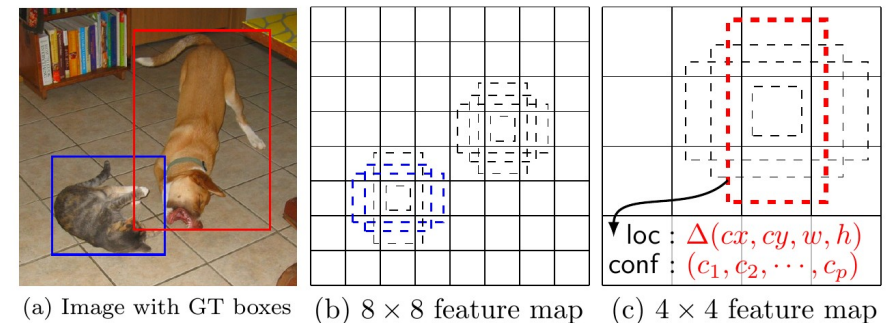 loc : Δ(cx, cy, w, h)
conf : (c₁, c₂, ⋯, cₚ)
(a) Image with GT boxes
(b) 8 × 8 feature map
(c) 4 × 4 feature map